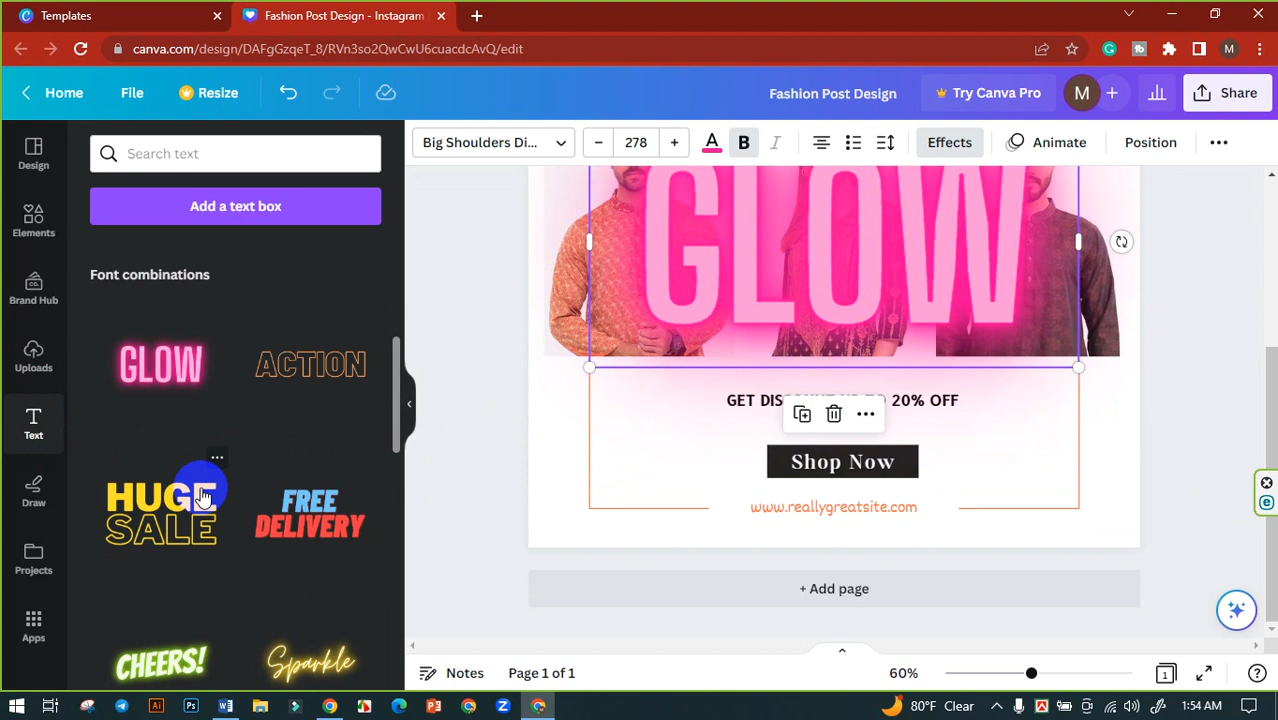 Templates
Fashion Post Design - Instagram
canva.com/design/DAFgGzqeT_8/RVn3so2QwCwU6cuacdcAvQ/edit
M
Home File Resize
Fashion Post Design
M
Try Canva Pro
Share
Big Shoulders Di...
278
A B I
Effects
Animate
Position
Design
Elements
Brand Hub
Uploads
Text
Draw
Projects
Apps
Search text
Add a text box
Font combinations
GLOW
ACTION
HUGE
SALE
FREE
DELIVERY
CHEERS!
Sparkle
GLOW
20% OFF
Shop Now
www.reallygreatsite.com
+ Add page
Notes
Page 1 of 1
60%
1
80°F Clear
1:54 AM